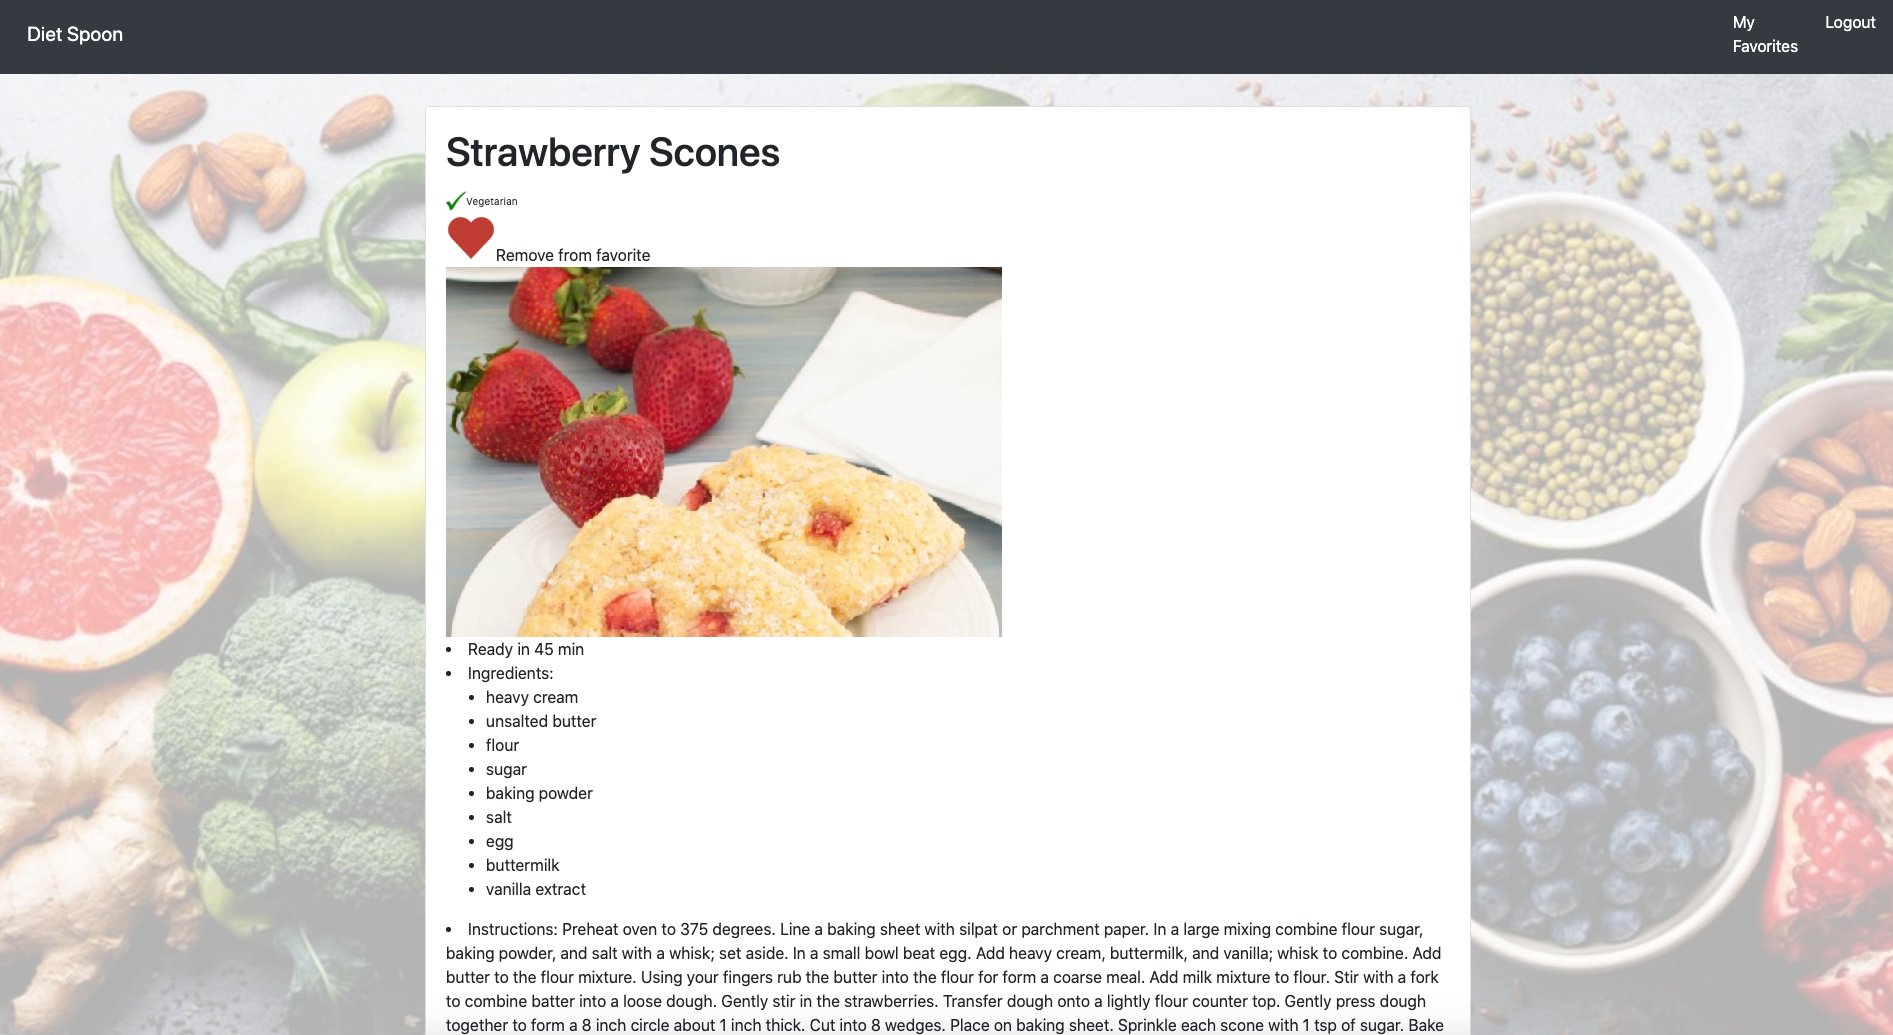 Diet Spoon
My
Favorites
Logout
Strawberry Scones
Vegetarian
Remove from favorite
• Ready in 45 min
• Ingredients:
• heavy cream
• unsalted butter
• flour
• sugar
• baking powder
• salt
• egg
• buttermilk
• vanilla extract
• Instructions: Preheat oven to 375 degrees. Line a baking sheet with silpat or parchment paper. In a large mixing combine flour sugar,
baking powder, and salt with a whisk; set aside. In a small bowl beat egg. Add heavy cream, buttermilk, and vanilla; whisk to combine. Add
butter to the flour mixture. Using your fingers rub the butter into the flour for form a coarse meal. Add milk mixture to flour. Stir with a fork
to combine batter into a loose dough. Gently stir in the strawberries. Transfer dough onto a lightly flour counter top. Gently press dough
together to form a 8 inch circle about 1 inch thick. Cut into 8 wedges. Place on baking sheet. Sprinkle each scone with 1 tsp of sugar. Bake